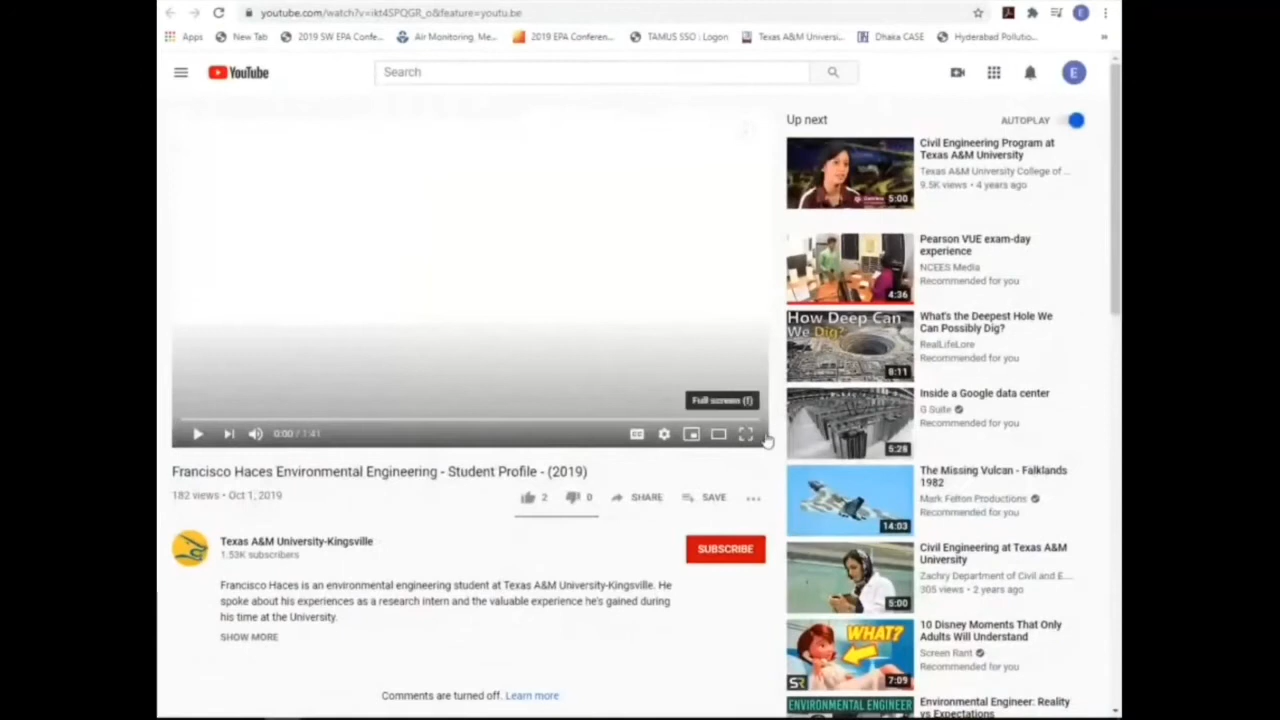 youtube.com/watch?v=ikt4SPQGR_o&feature=youtu.be
Apps New Tab 2019 SW EPA Confe... Air Monitoring, Me... 2019 EPA Conferen... TAMUS SSO | Logon Texas A&M Universi... Dhaka CASE Hyderabad Pollutio... »
YouTube
Search
E
Up next
AUTOPLAY
Civil Engineering Program at
Texas A&M University
Texas A&M University College of ...
9.5K views • 4 years ago
5:00
Pearson VUE exam-day
experience
NCEES Media
Recommended for you
4:36
How Deep Can
We Dig?
What's the Deepest Hole We
Can Possibly Dig?
RealLifeLore
Recommended for you
8:11
Inside a Google data center
G Suite
Recommended for you
5:28
The Missing Vulcan - Falklands
1982
Mark Felton Productions
Recommended for you
14:03
Civil Engineering at Texas A&M
University
Zachry Department of Civil and E...
305 views • 2 years ago
5:00
WHAT?
SR
10 Disney Moments That Only
Adults Will Understand
Screen Rant
Recommended for you
7:09
ENVIRONMENTAL ENGINEER
Environmental Engineer: Reality
vs Expectations
Full screen (f)
0:00 / 1:41
CC
Francisco Haces Environmental Engineering - Student Profile - (2019)
182 views • Oct 1, 2019
2 0 SHARE SAVE ...
Texas A&M University-Kingsville
1.53K subscribers
SUBSCRIBE
Francisco Haces is an environmental engineering student at Texas A&M University-Kingsville. He
spoke about his experiences as a research intern and the valuable experience he's gained during
his time at the University.
SHOW MORE
Comments are turned off. Learn more